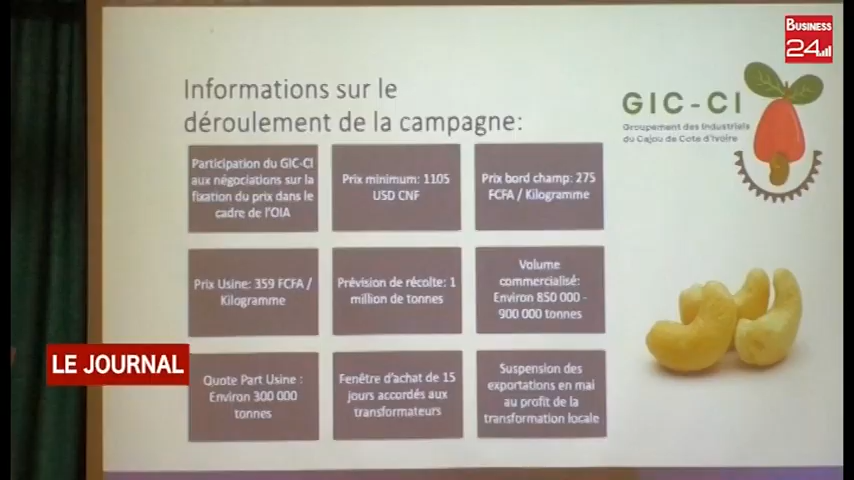 BUSINESS
24
Informations sur le
déroulement de la campagne:
GIC-CI
Groupement des Industriels
du Cajou de Cote d'Ivoire
Participation du GIC-CI
aux négociations sur la
fixation du prix dans le
cadre de l'OIA
Prix minimum: 1105
USD CNF
Prix bord champ: 275
FCFA / Kilogramme
Prix Usine: 359 FCFA /
Kilogramme
Prévision de récolte: 1
million de tonnes
Volume
commercialisé:
Environ 850 000 -
900 000 tonnes
LE JOURNAL
Quote Part Usine :
Environ 300 000
tonnes
Fenêtre d'achat de 15
jours accordés aux
transformateurs
Suspension des
exportations en mai
au profit de la
transformation locale